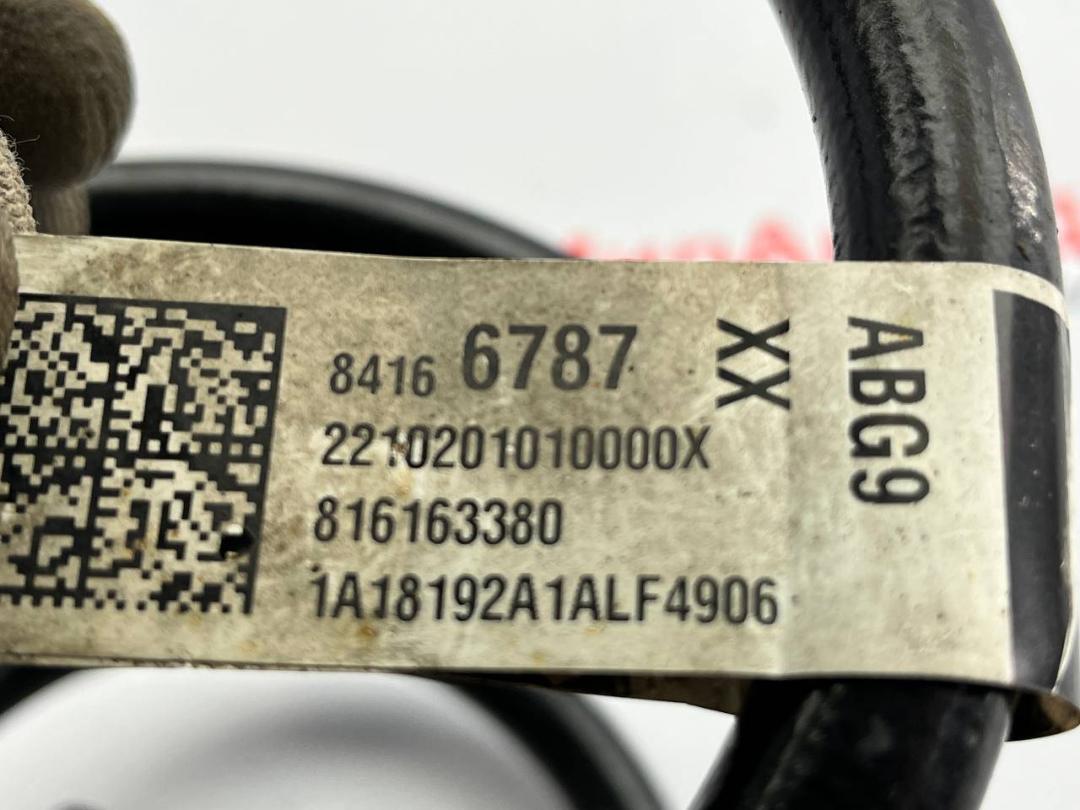 8416 6787
2210201010000X
816163380
1A18192A1ALF4906
XX
ABG9